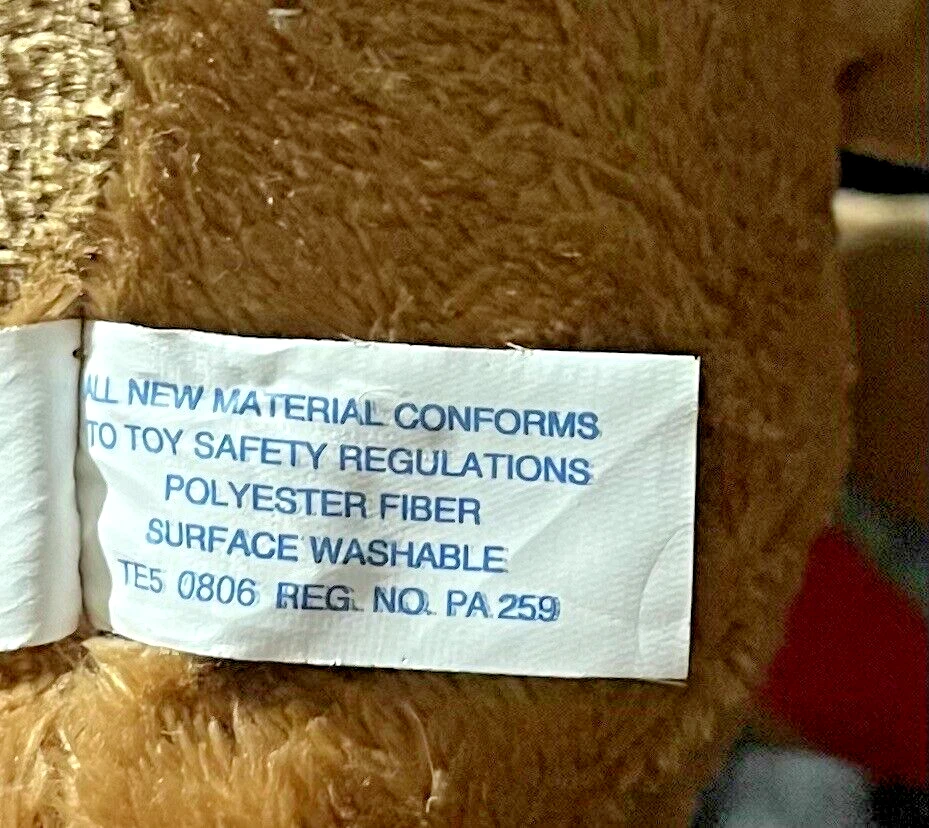 ALL NEW MATERIAL CONFORMS
TO TOY SAFETY REGULATIONS
POLYESTER FIBER
SURFACE WASHABLE
TE5 0806 REG. NO. PA 259